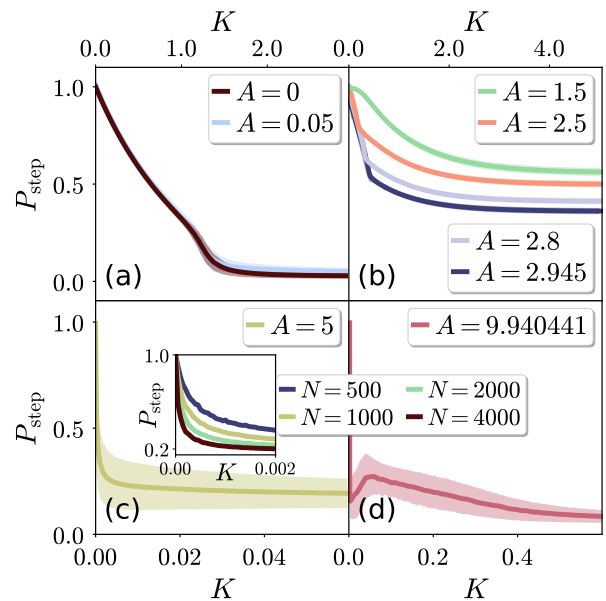 K K
0.0 1.0 2.0 0.0 2.0 4.0
1.0
0.5
0.0
P_step
A = 0
A = 0.05
(a)
A = 1.5
A = 2.5
A = 2.8
A = 2.945
(b)
1.0
0.5
0.0
P_step
A = 5
1.0
0.2
P_step
0.00 K 0.002
(c)
A = 9.940441
N = 500 N = 2000
N = 1000 N = 4000
(d)
0.00 0.02 0.04 0.0 0.2 0.4
K K